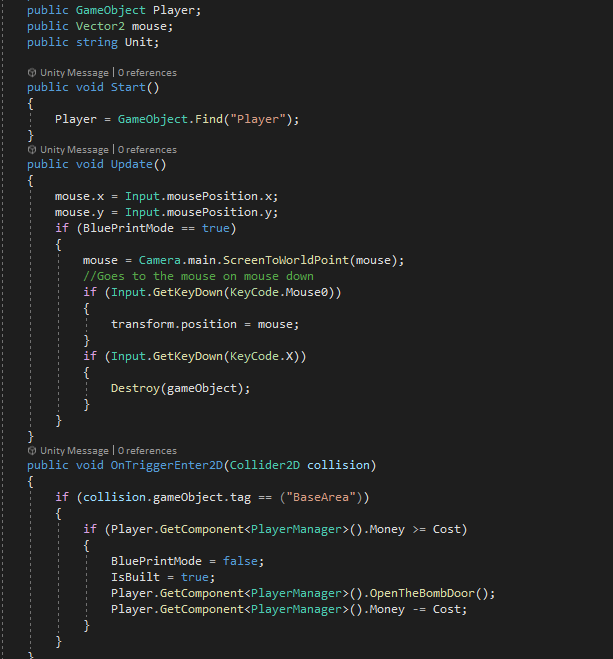 public GameObject Player;
public Vector2 mouse;
public string Unit;
Unity Message | 0 references
public void Start()
{
Player = GameObject.Find("Player");
}
Unity Message | 0 references
public void Update()
{
mouse.x = Input.mousePosition.x;
mouse.y = Input.mousePosition.y;
if (BluePrintMode == true)
{
mouse = Camera.main.ScreenToWorldPoint(mouse);
//Goes to the mouse on mouse down
if (Input.GetKeyDown(KeyCode.Mouse0))
{
transform.position = mouse;
}
if (Input.GetKeyDown(KeyCode.X))
{
Destroy(gameObject);
}
}
}
Unity Message | 0 references
public void OnTriggerEnter2D(Collider2D collision)
{
if (collision.gameObject.tag == ("BaseArea"))
{
if (Player.GetComponent<PlayerManager>().Money >= Cost)
{
BluePrintMode = false;
IsBuilt = true;
Player.GetComponent<PlayerManager>().OpenTheBombDoor();
Player.GetComponent<PlayerManager>().Money -= Cost;
}
}
}